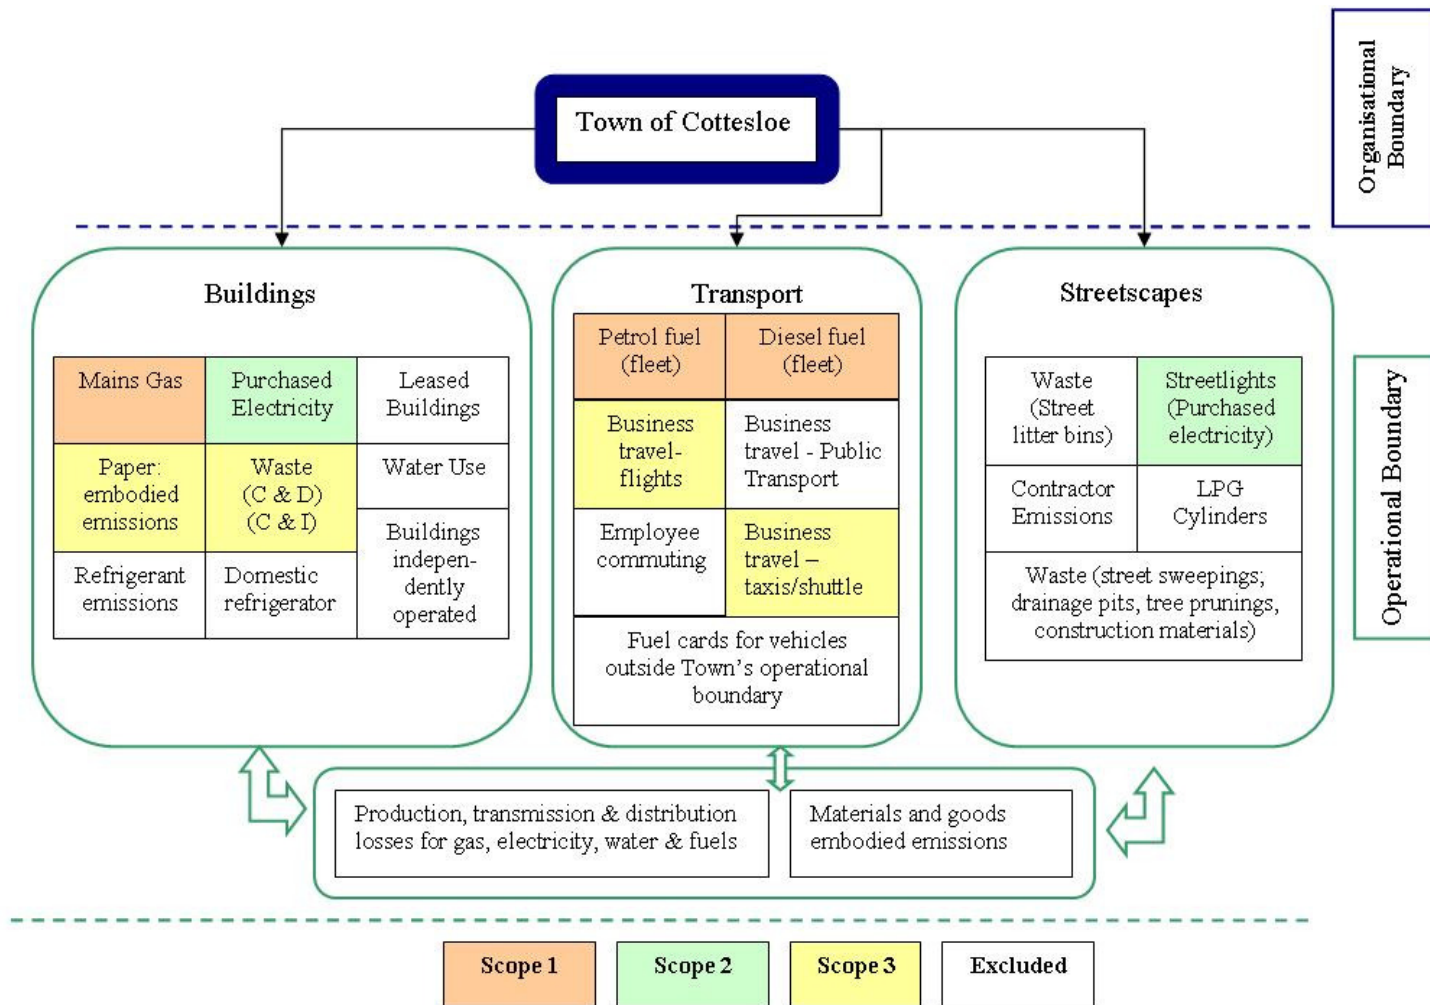 Organisational
Boundary
Town of Cottesloe
Buildings
Mains Gas
Purchased
Electricity
Leased
Buildings
Paper:
embodied
emissions
Waste
(C & D)
(C & I)
Water Use
Refrigerant
emissions
Domestic
refrigerator
Buildings
indepen-
dently
operated
Transport
Petrol fuel
(fleet)
Diesel fuel
(fleet)
Business
travel-
flights
Business
travel - Public
Transport
Employee
commuting
Business
travel –
taxis/shuttle
Fuel cards for vehicles
outside Town's operational
boundary
Streetscapes
Waste
(Street
litter bins)
Streetlights
(Purchased
electricity)
Contractor
Emissions
LPG
Cylinders
Waste (street sweepings;
drainage pits, tree prunings,
construction materials)
Operational Boundary
Production, transmission & distribution
losses for gas, electricity, water & fuels
Materials and goods
embodied emissions
Scope 1
Scope 2
Scope 3
Excluded